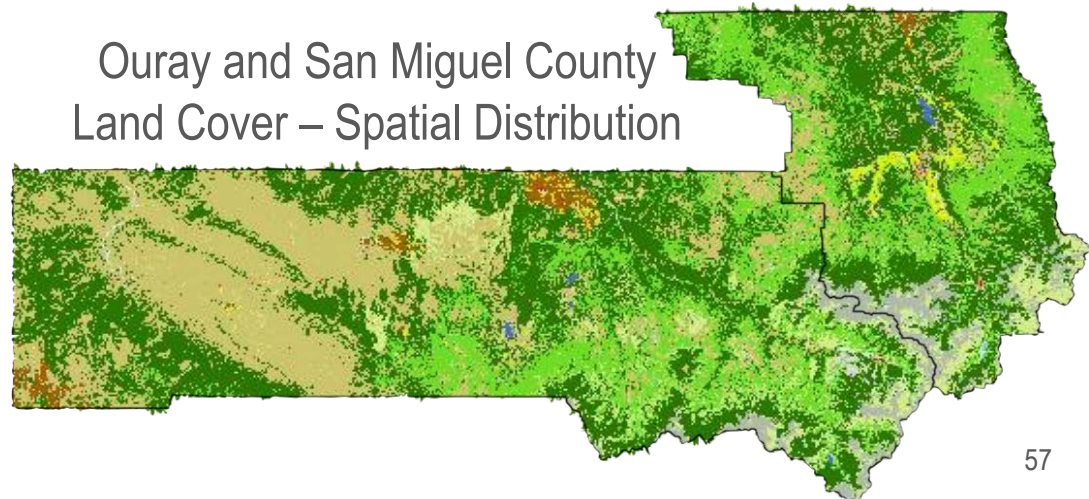 Ouray and San Miguel County
Land Cover – Spatial Distribution
57